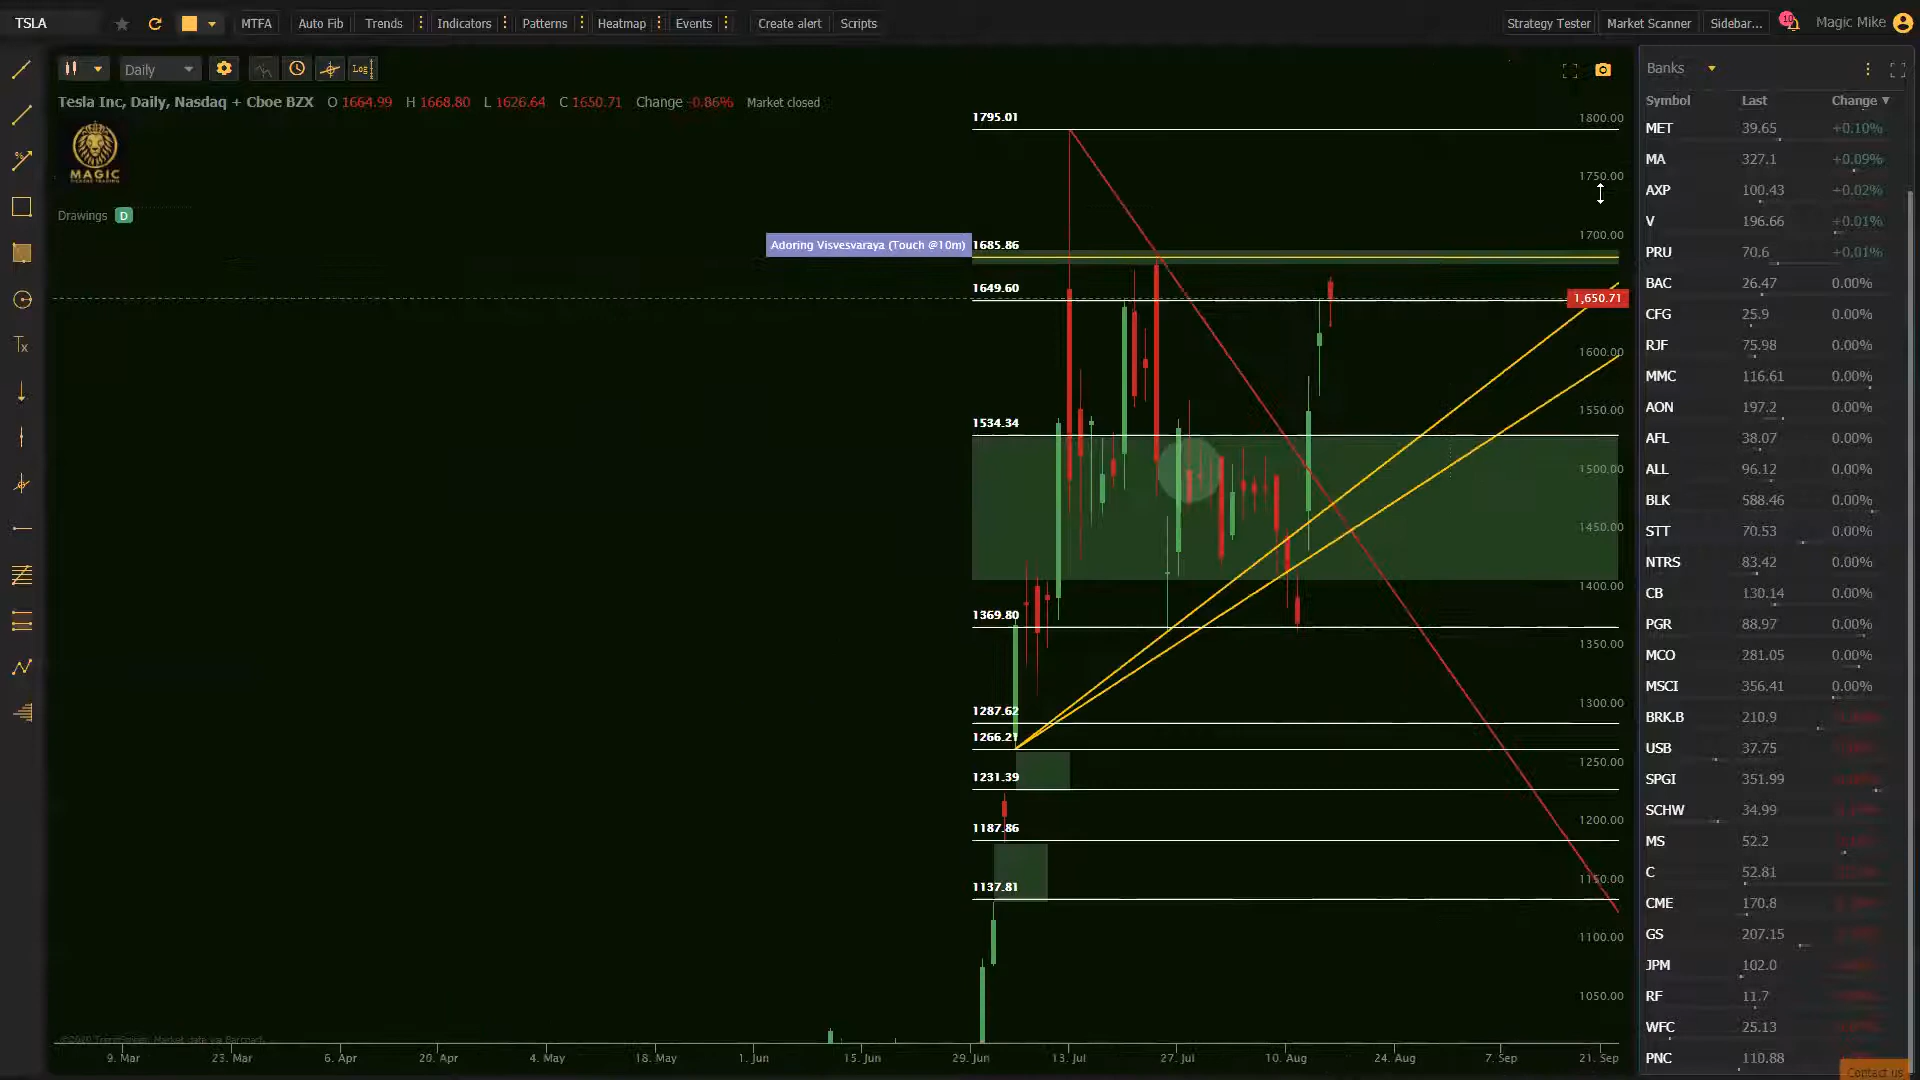 TSLA
MTFA
Auto Fib
Trends
Indicators
Patterns
Heatmap
Events
Create alert
Scripts
Strategy Tester
Market Scanner
Sidebar...
10
Magic Mike
Daily
Log
Banks
Tesla Inc, Daily, Nasdaq + Cboe BZX O 1664.99 H 1668.80 L 1626.64 C 1650.71 Change -0.86% Market closed
MAGIC
Drawings D
Adoring Visvesvaraya (Touch @10m)
1795.01
1685.86
1649.60
1534.34
1369.80
1287.62
1266.21
1231.39
1187.86
1137.81
1800.00
1750.00
1700.00
1,650.71
1600.00
1550.00
1500.00
1450.00
1400.00
1350.00
1300.00
1250.00
1200.00
1150.00
1100.00
1050.00
9. Mar
23. Mar
6. Apr
20. Apr
4. May
18. May
1. Jun
15. Jun
29. Jun
13. Jul
27. Jul
10. Aug
24. Aug
7. Sep
21. Sep
Symbol Last Change ▼
MET 39.65 +0.10%
MA 327.1 +0.09%
AXP 100.43 +0.02%
V 196.66 +0.01%
PRU 70.6 +0.01%
BAC 26.47 0.00%
CFG 25.9 0.00%
RJF 75.98 0.00%
MMC 116.61 0.00%
AON 197.2 0.00%
AFL 38.07 0.00%
ALL 96.12 0.00%
BLK 588.46 0.00%
STT 70.53 0.00%
NTRS 83.42 0.00%
CB 130.14 0.00%
PGR 88.97 0.00%
MCO 281.05 0.00%
MSCI 356.41 0.00%
BRK.B 210.9
USB 37.75
SPGI 351.99
SCHW 34.99
MS 52.2
C 52.81
CME 170.8
GS 207.15
JPM 102.0
RF 11.7
WFC 25.13
PNC 110.88
Contact us